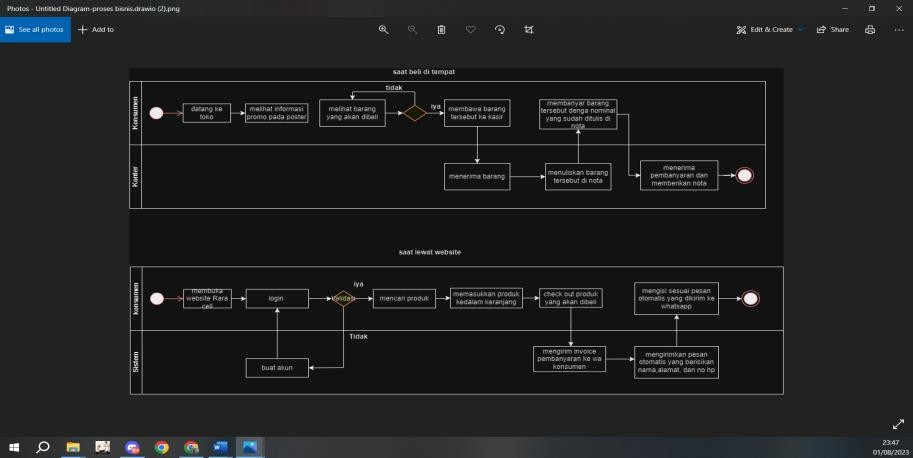 Photos - Untitled Diagram-proses bisnis.drawio (2).png
See all photos
Add to
Edit & Create
Share
saat beli di tempat
Konsumen
datang ke
toko
melihat informasi
promo pada poster
melihat barang
yang akan dibeli
tidak
iya
membawa barang
tersebut ke kasir
membanyar barang
tersebut denga nominal
yang sudah ditulis di
nota
Konter
menerima barang
menuliskan barang
tersebut di nota
menerima
pembanyaran dan
memberikan nota
saat lewat website
konsumen
membuka
website Rara
cell
login
Validasi
iya
mencari produk
memasukkan produk
kedalam keranjang
check out produk
yang akan dibeli
mengisi sesuai pesan
otomatis yang dikirim ke
whatsapp
Sistem
Tidak
buat akun
mengirim invoice
pembanyaran ke wa
konsumen
mengirimkan pesan
otomatis yang berisikan
nama,alamat, dan no hp
23:47
01/08/2023